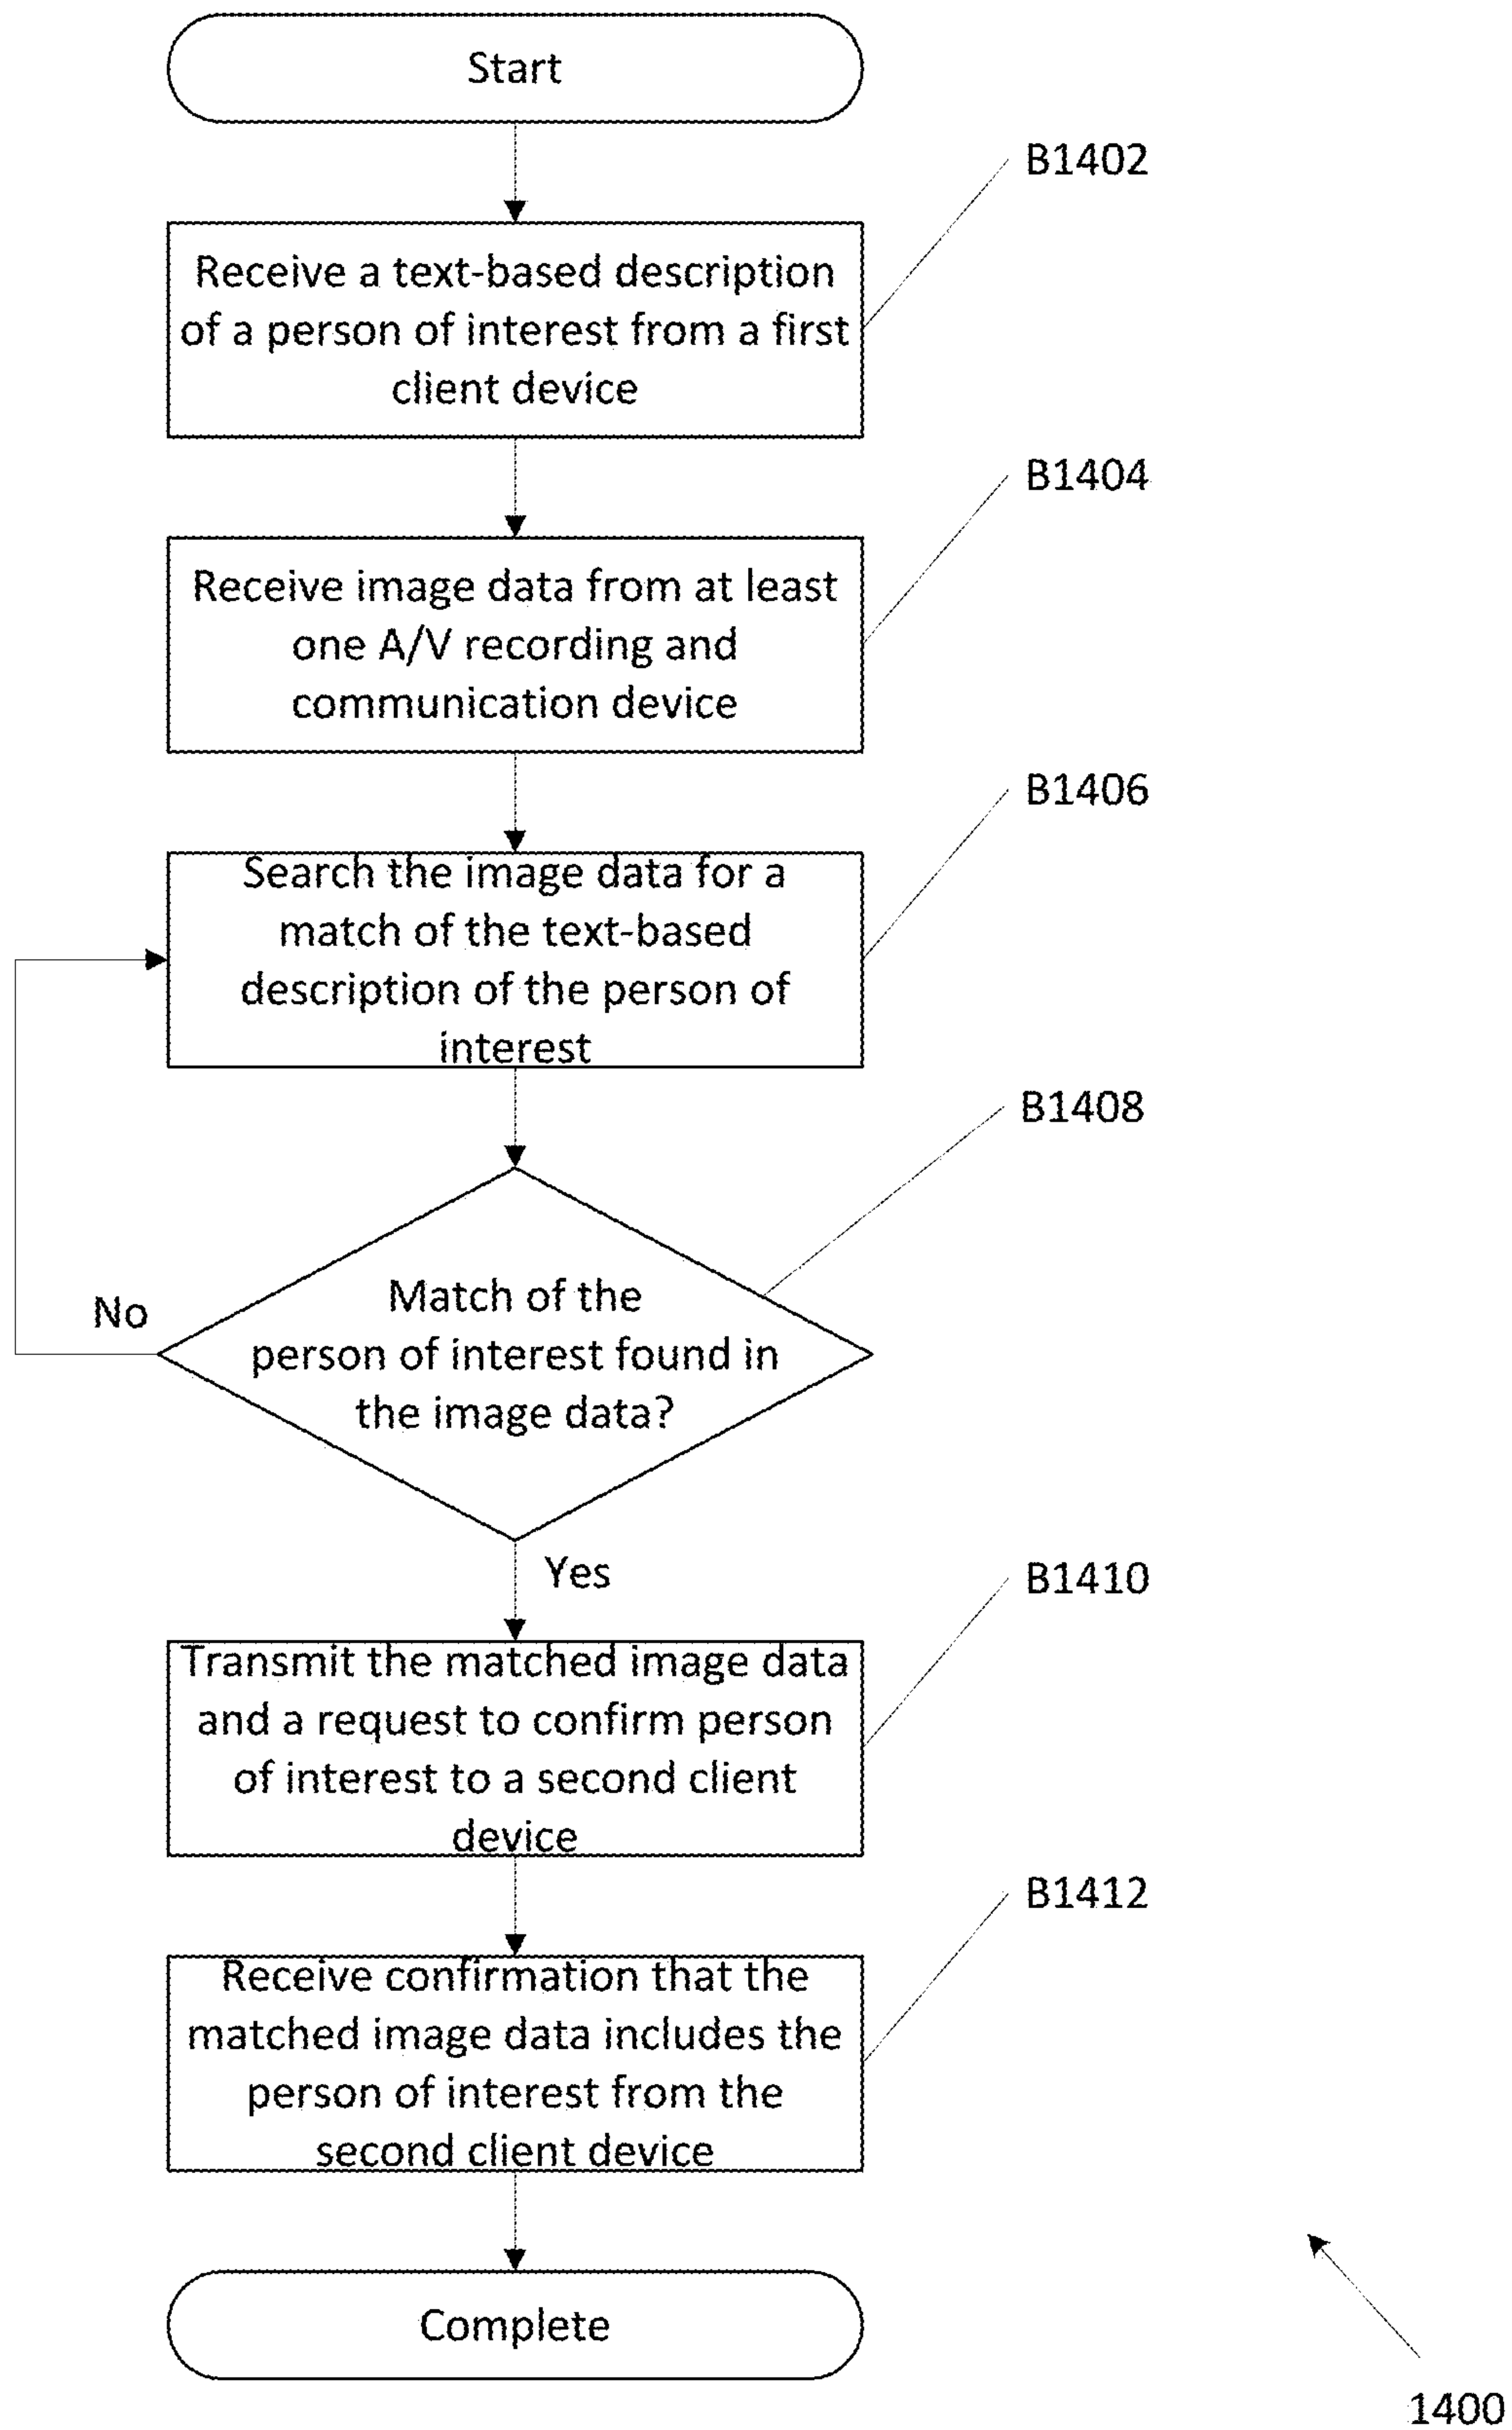 Start
B1402
Receive a text-based description
of a person of interest from a first
client device
B1404
Receive image data from at least
one A/V recording and
communication device
B1406
Search the image data for a
match of the text-based
description of the person of
interest
B1408
Match of the
person of interest found in
the image data?
No
Yes
B1410
Transmit the matched image data
and a request to confirm person
of interest to a second client
device
B1412
Receive confirmation that the
matched image data includes the
person of interest from the
second client device
Complete
1400